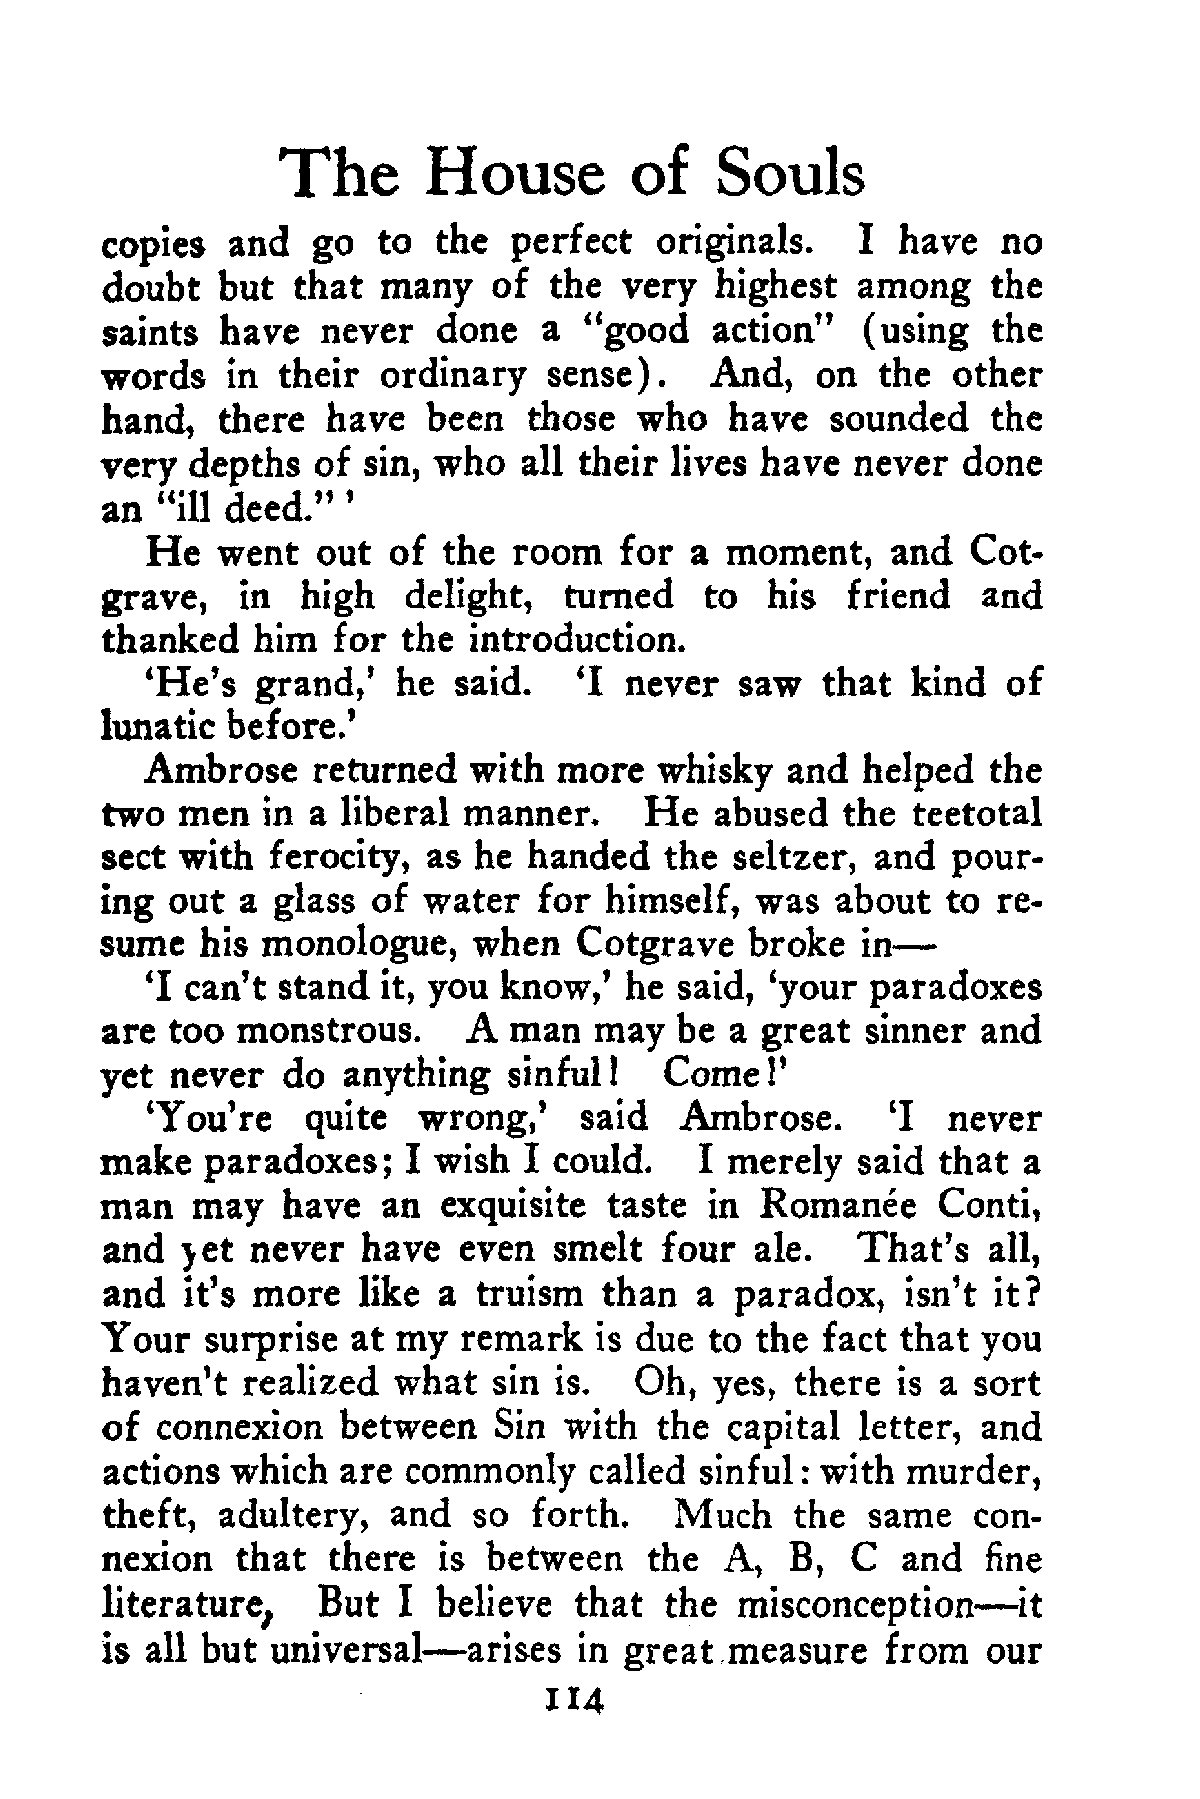 The House of Souls
copies and go to the perfect originals. I have no
doubt but that many of the very highest among the
saints have never done a “good action” (using the
words in their ordinary sense). And, on the other
hand, there have been those who have sounded the
very depths of sin, who all their lives have never done
an “ill deed.” ’
He went out of the room for a moment, and Cot-
grave, in high delight, turned to his friend and
thanked him for the introduction.
‘He’s grand,’ he said. ‘I never saw that kind of
lunatic before.’
Ambrose returned with more whisky and helped the
two men in a liberal manner. He abused the teetotal
sect with ferocity, as he handed the seltzer, and pour-
ing out a glass of water for himself, was about to re-
sume his monologue, when Cotgrave broke in—
‘I can’t stand it, you know,’ he said, ‘your paradoxes
are too monstrous. A man may be a great sinner and
yet never do anything sinful! Come!’
‘You’re quite wrong,’ said Ambrose. ‘I never
make paradoxes; I wish I could. I merely said that a
man may have an exquisite taste in Romanée Conti,
and yet never have even smelt four ale. That’s all,
and it’s more like a truism than a paradox, isn’t it?
Your surprise at my remark is due to the fact that you
haven’t realized what sin is. Oh, yes, there is a sort
of connexion between Sin with the capital letter, and
actions which are commonly called sinful: with murder,
theft, adultery, and so forth. Much the same con-
nexion that there is between the A, B, C and fine
literature, But I believe that the misconception—it
is all but universal—arises in great measure from our
114